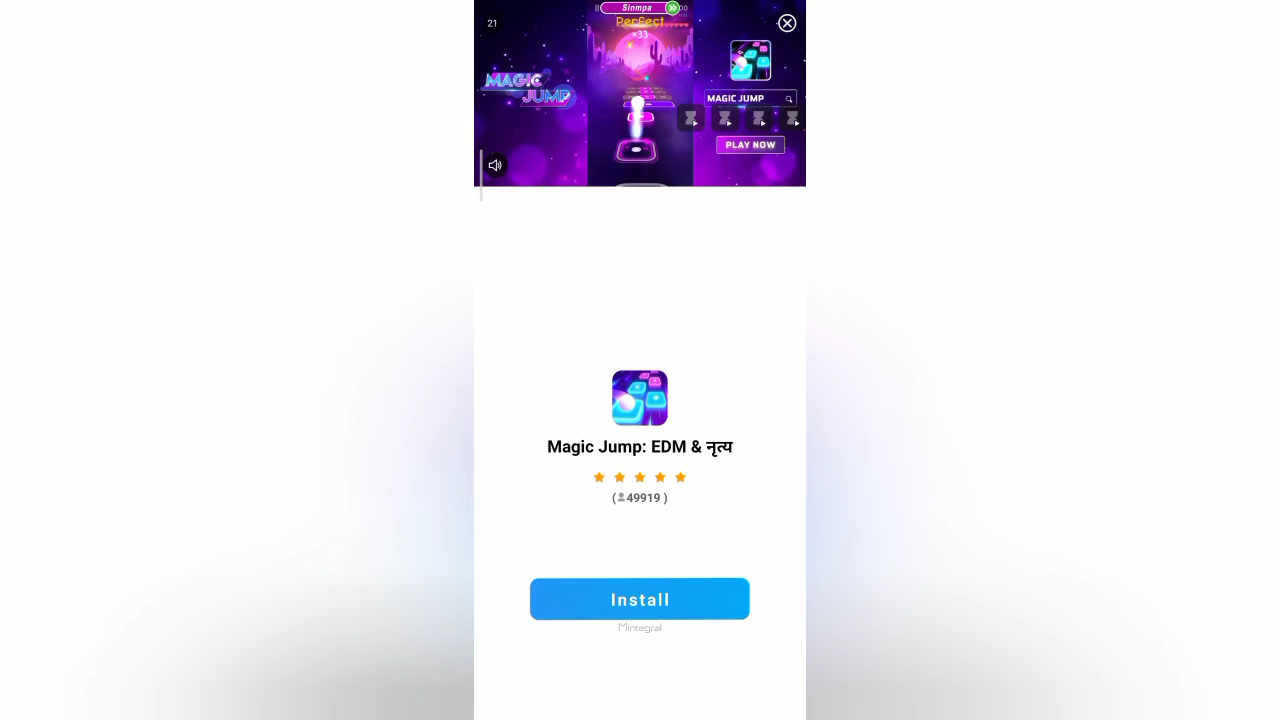 Sinmpa
21
Perfect
×33
MAGIC
JUMP
MAGIC JUMP
PLAY NOW
Magic Jump: EDM & नृत्य
(49919 )
Install
Mintegral